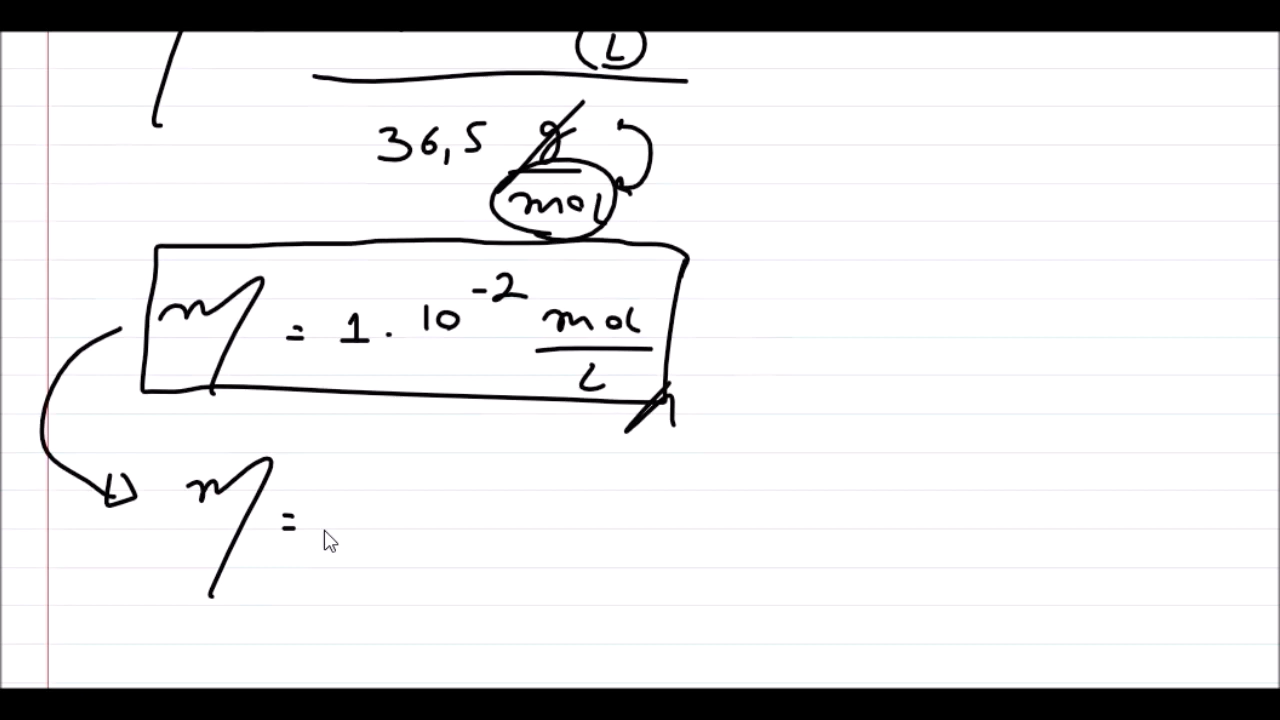 L
36,5 g
mol
m = 1 . 10⁻² mol
L
m =